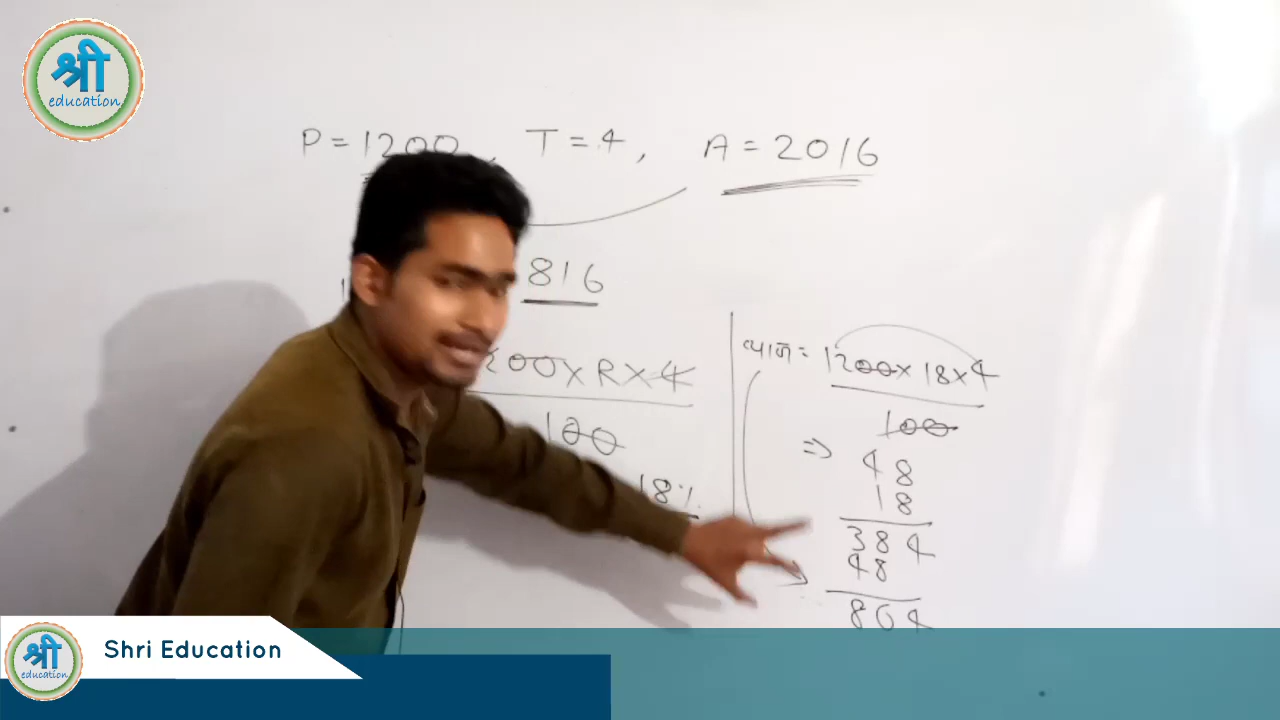 श्री
education
P = 1200, T = 4, A = 2016
816
200 × R × 4
100
18%
ब्याज = 1200 × 18 × 4
100
⇒ 48
18
384
48
864
श्री
education
Shri Education